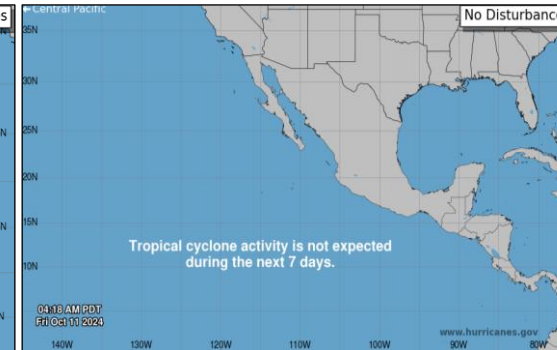 s
←Central Pacific
No Disturbance
35N
30N
25N
20N
15N
10N
N
N
N
N
Tropical cyclone activity is not expected
during the next 7 days.
04:18 AM PDT
Fri Oct 11 2024
www.hurricanes.gov
140W
130W
120W
110W
100W
90W
80W